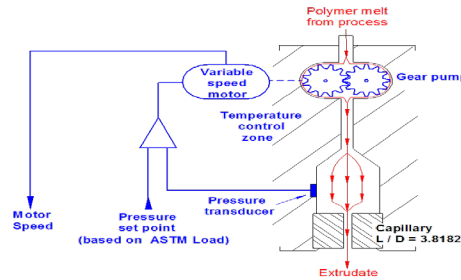 Polymer melt
from process
Variable
speed
motor
Gear pump
Temperature
control
zone
Motor
Speed
Pressure
set point
(based on ASTM Load)
Pressure
transducer
Capillary
L / D = 3.8182
Extrudate